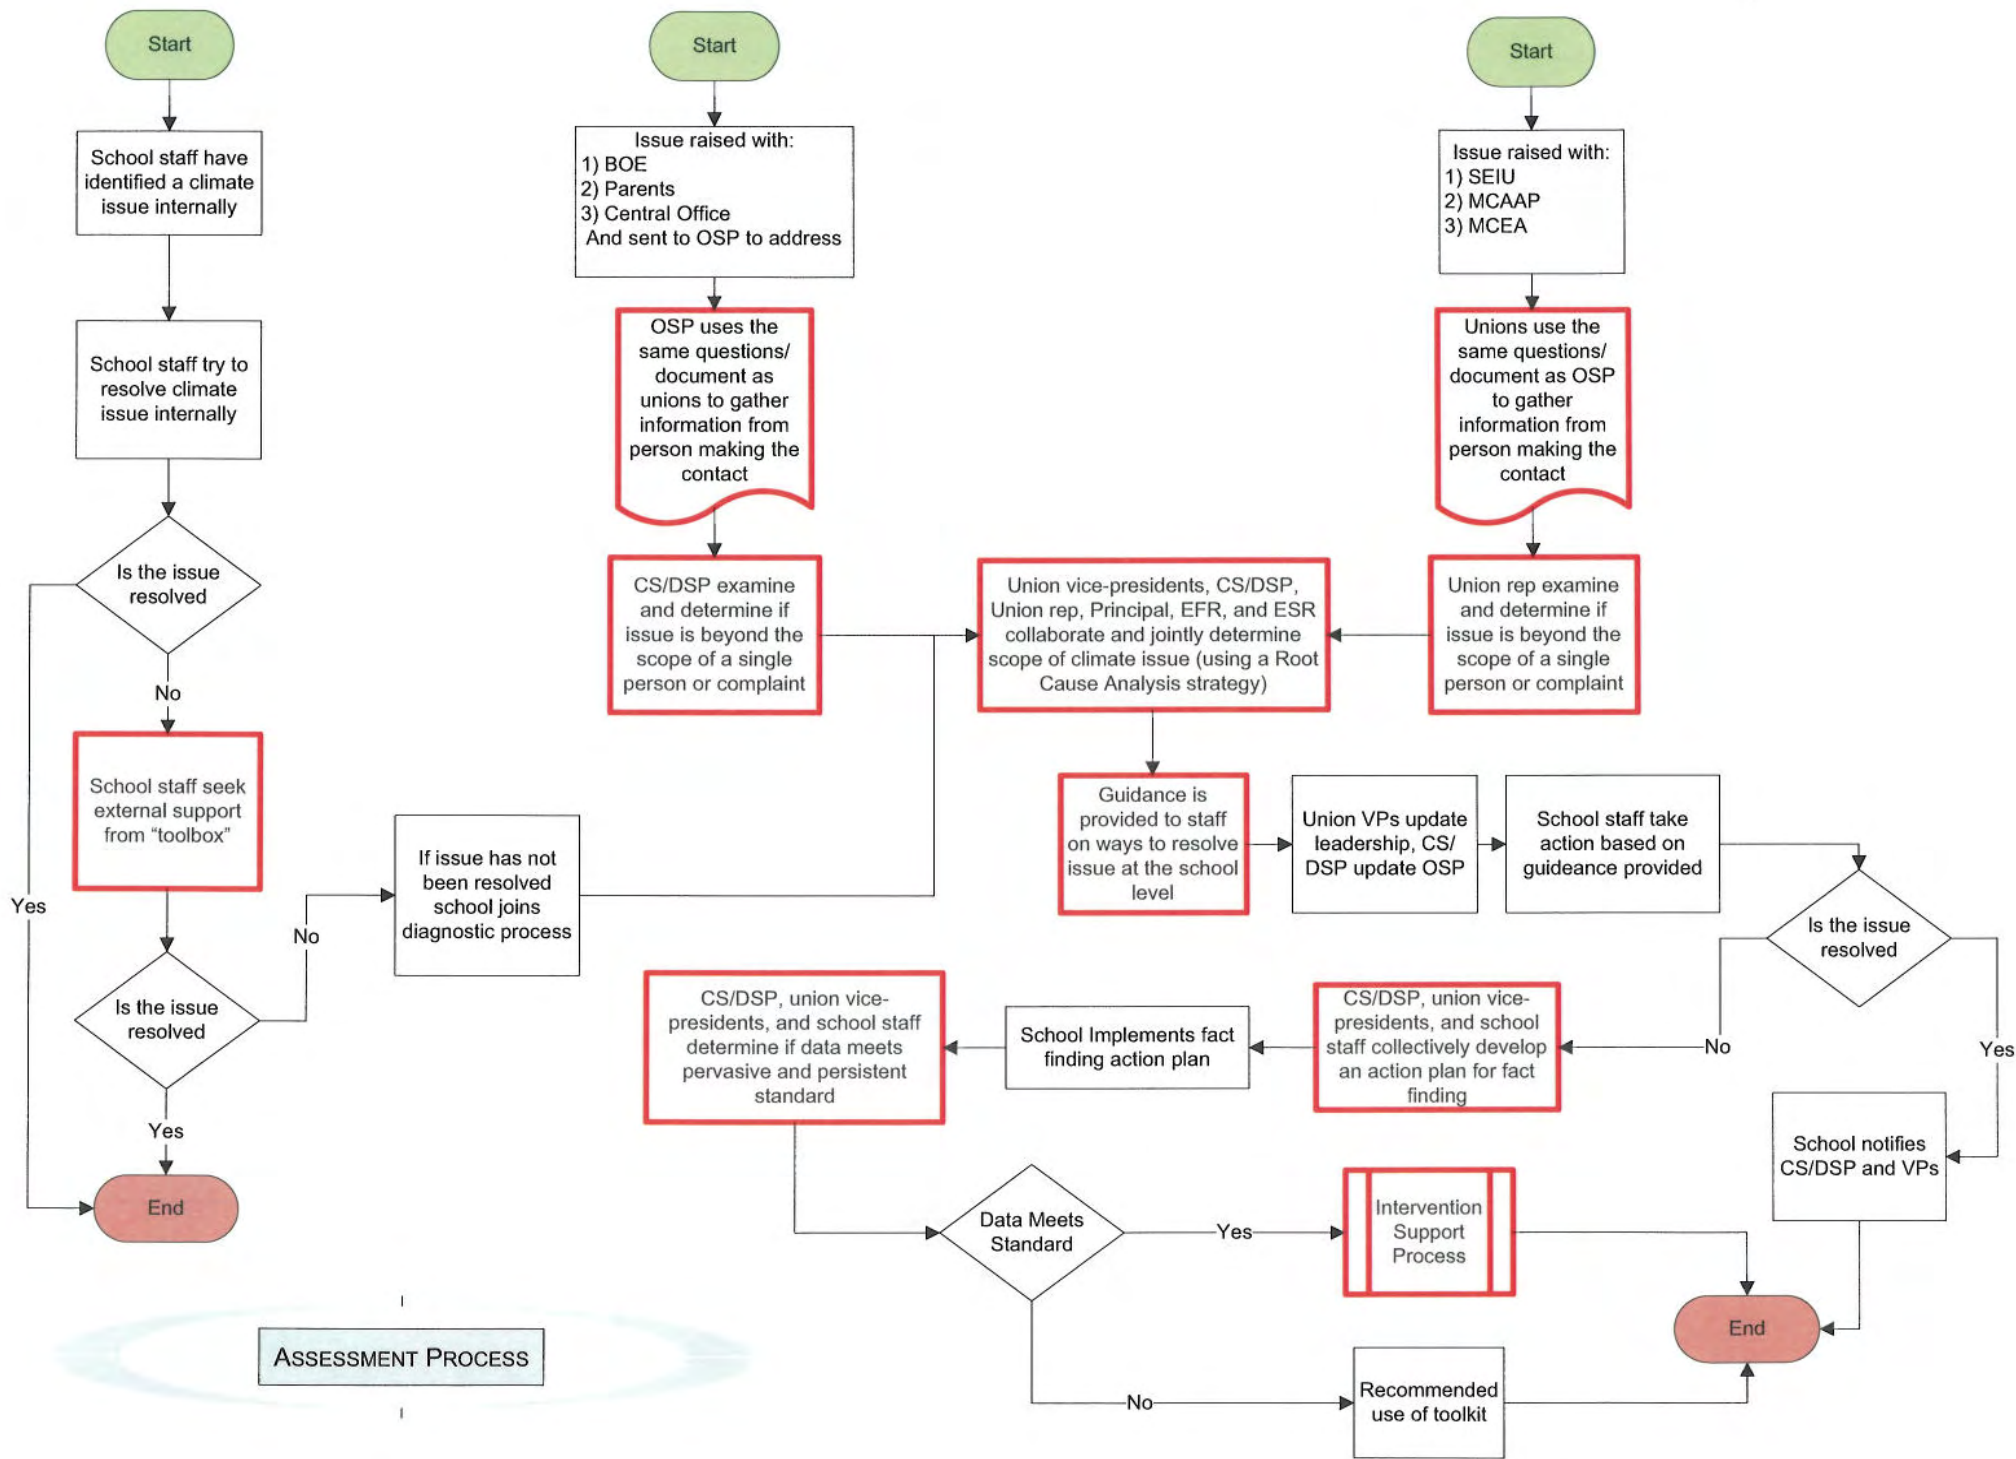 Start
School staff have
identified a climate
issue internally
School staff try to
resolve climate
issue internally
Is the issue
resolved
No
Yes
School staff seek
external support
from “toolbox”
Is the issue
resolved
No
Yes
End
If issue has not
been resolved
school joins
diagnostic process
Start
Issue raised with:
1) BOE
2) Parents
3) Central Office
And sent to OSP to address
OSP uses the
same questions/
document as
unions to gather
information from
person making the
contact
CS/DSP examine
and determine if
issue is beyond the
scope of a single
person or complaint
Start
Issue raised with:
1) SEIU
2) MCAAP
3) MCEA
Unions use the
same questions/
document as OSP
to gather
information from
person making the
contact
Union rep examine
and determine if
issue is beyond the
scope of a single
person or complaint
Union vice-presidents, CS/DSP,
Union rep, Principal, EFR, and ESR
collaborate and jointly determine
scope of climate issue (using a Root
Cause Analysis strategy)
Guidance is
provided to staff
on ways to resolve
issue at the school
level
Union VPs update
leadership, CS/
DSP update OSP
School staff take
action based on
guideance provided
Is the issue
resolved
No
Yes
School notifies
CS/DSP and VPs
CS/DSP, union vice-
presidents, and school
staff collectively develop
an action plan for fact
finding
School Implements fact
finding action plan
CS/DSP, union vice-
presidents, and school staff
determine if data meets
pervasive and persistent
standard
Data Meets
Standard
Yes
Intervention
Support
Process
No
Recommended
use of toolkit
End
ASSESSMENT PROCESS